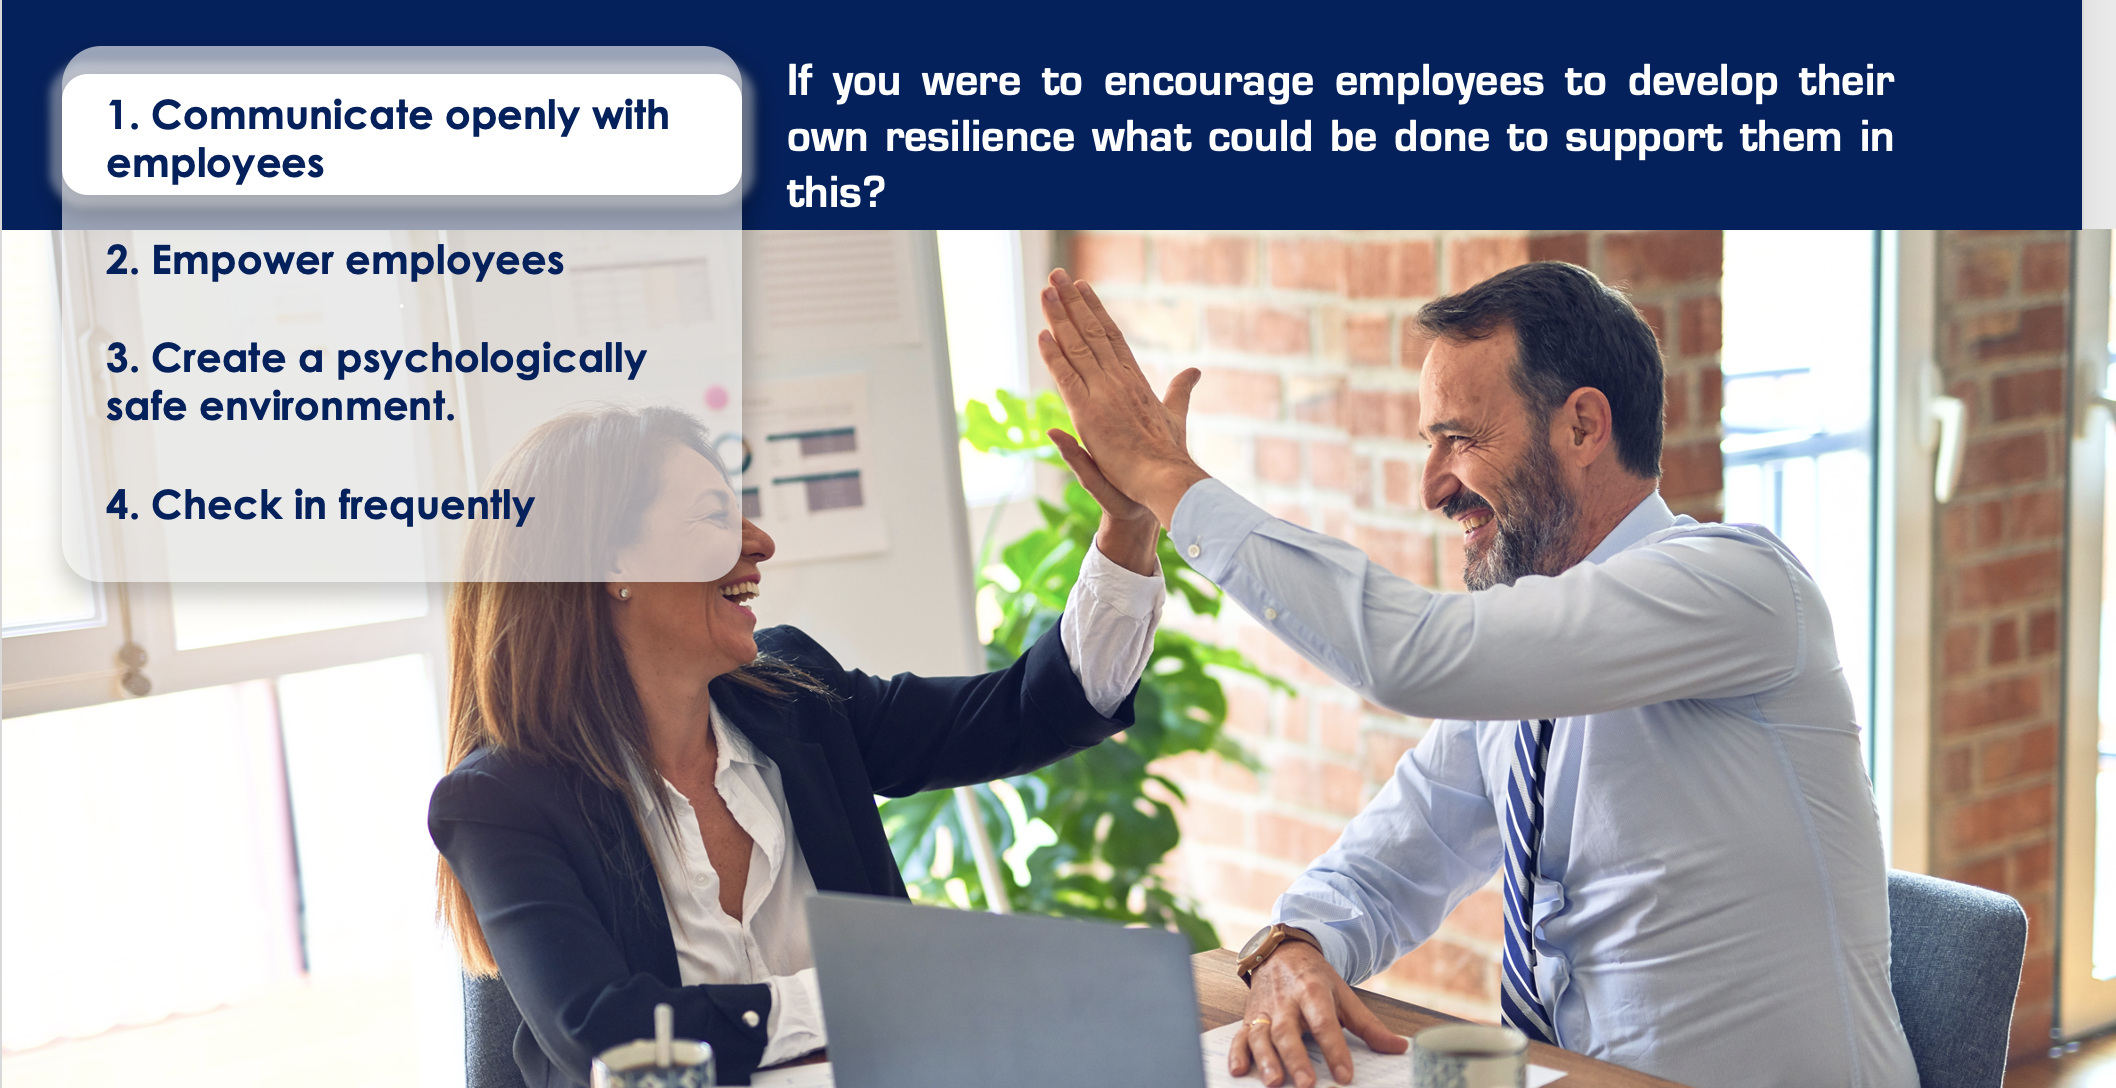 1. Communicate openly with
employees
2. Empower employees
3. Create a psychologically
safe environment.
4. Check in frequently
If you were to encourage employees to develop their
own resilience what could be done to support them in
this?